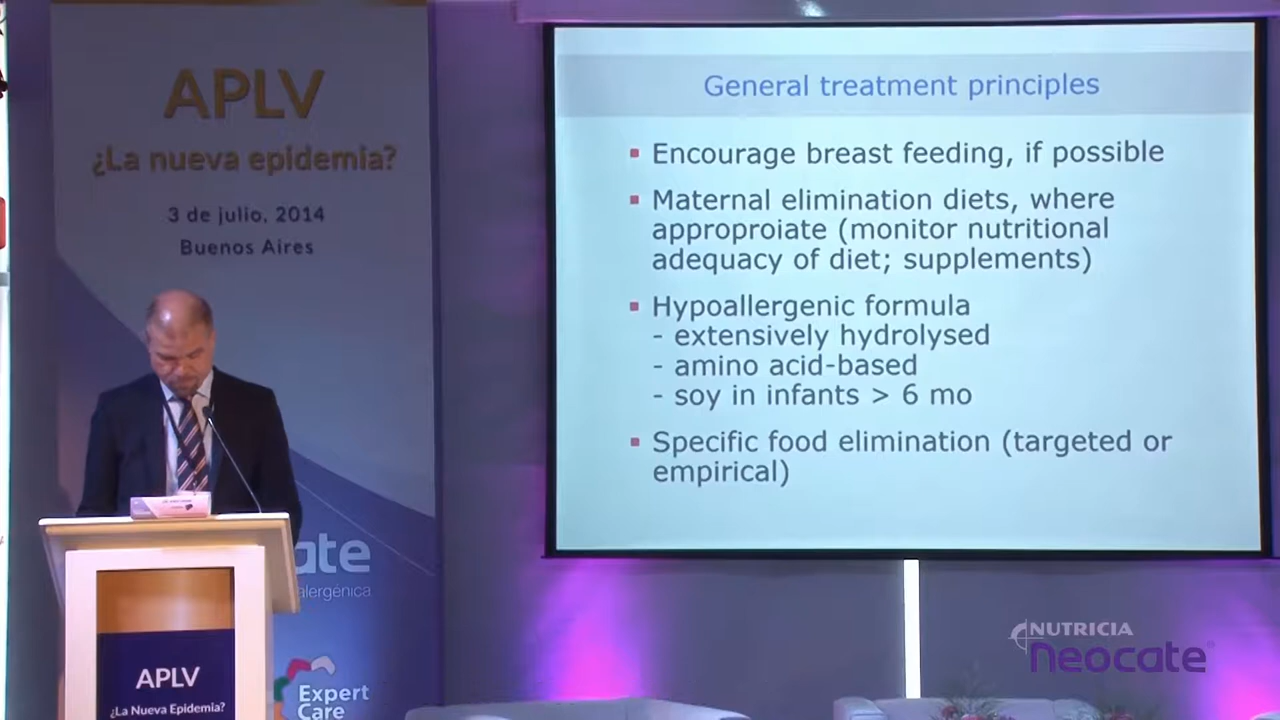 APLV
¿La nueva epidemia?
3 de julio, 2014
Buenos Aires
ate
alergénica
Expert
Care
APLV
¿La Nueva Epidemia?
General treatment principles
Encourage breast feeding, if possible
Maternal elimination diets, where
approproiate (monitor nutritional
adequacy of diet; supplements)
Hypoallergenic formula
- extensively hydrolysed
- amino acid-based
- soy in infants > 6 mo
Specific food elimination (targeted or
empirical)
NUTRICIA
neocate